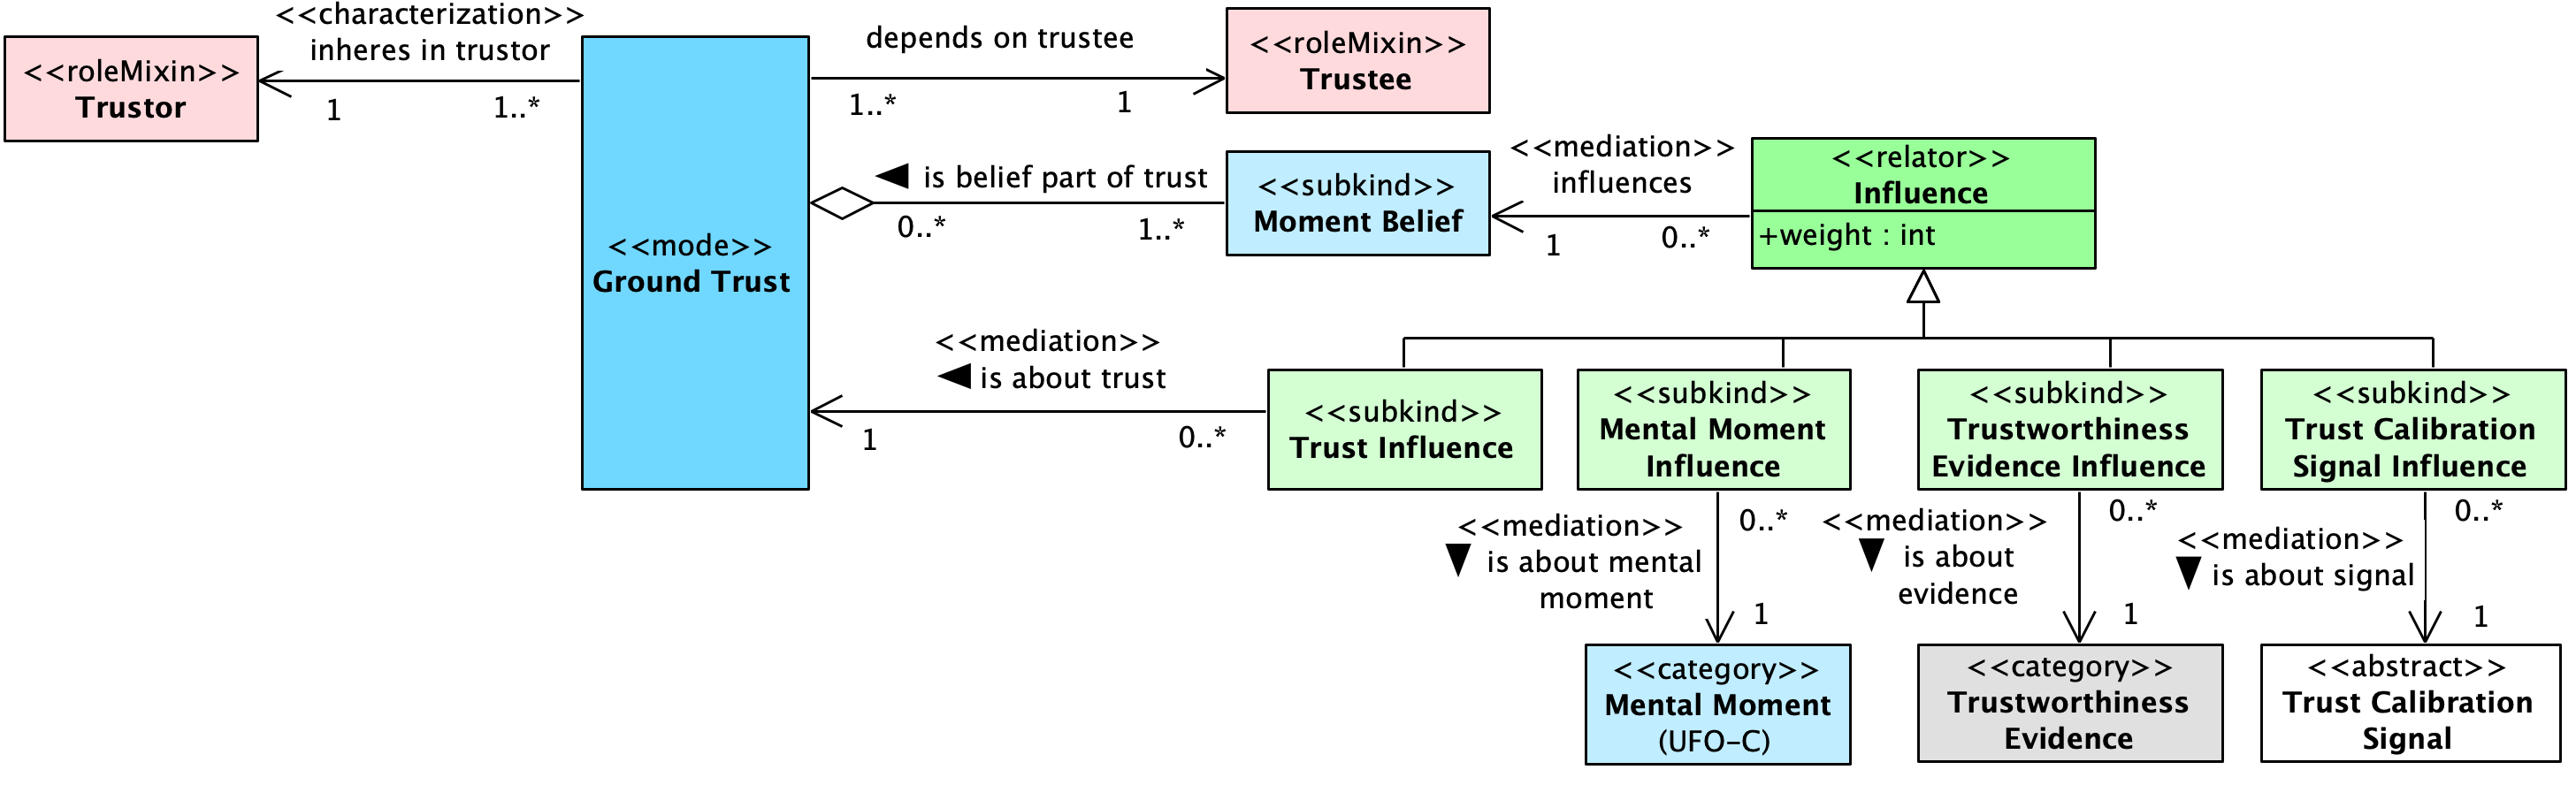 <<characterization>>
inheres in trustor
<<roleMixin>>
Trustor
1
1..*
depends on trustee
1..*
1
<<roleMixin>>
Trustee
<<mode>>
Ground Trust
is belief part of trust
0..*
1..*
<<subkind>>
Moment Belief
<<mediation>>
influences
1
0..*
<<relator>>
Influence
+weight : int
<<mediation>>
is about trust
1
0..*
<<subkind>>
Trust Influence
<<subkind>>
Mental Moment
Influence
<<subkind>>
Trustworthiness
Evidence Influence
<<subkind>>
Trust Calibration
Signal Influence
<<mediation>>
is about mental
moment
0..*
1
<<mediation>>
is about
evidence
0..*
1
<<mediation>>
is about signal
0..*
1
<<category>>
Mental Moment
(UFO-C)
<<category>>
Trustworthiness
Evidence
<<abstract>>
Trust Calibration
Signal